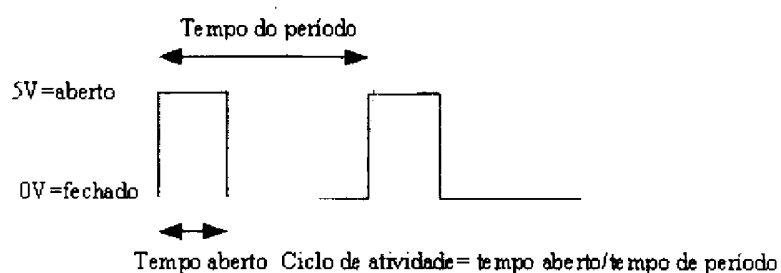 Tempo do período
5V=aberto
0V=fechado
Tempo aberto Ciclo de atividade= tempo aberto/tempo de período